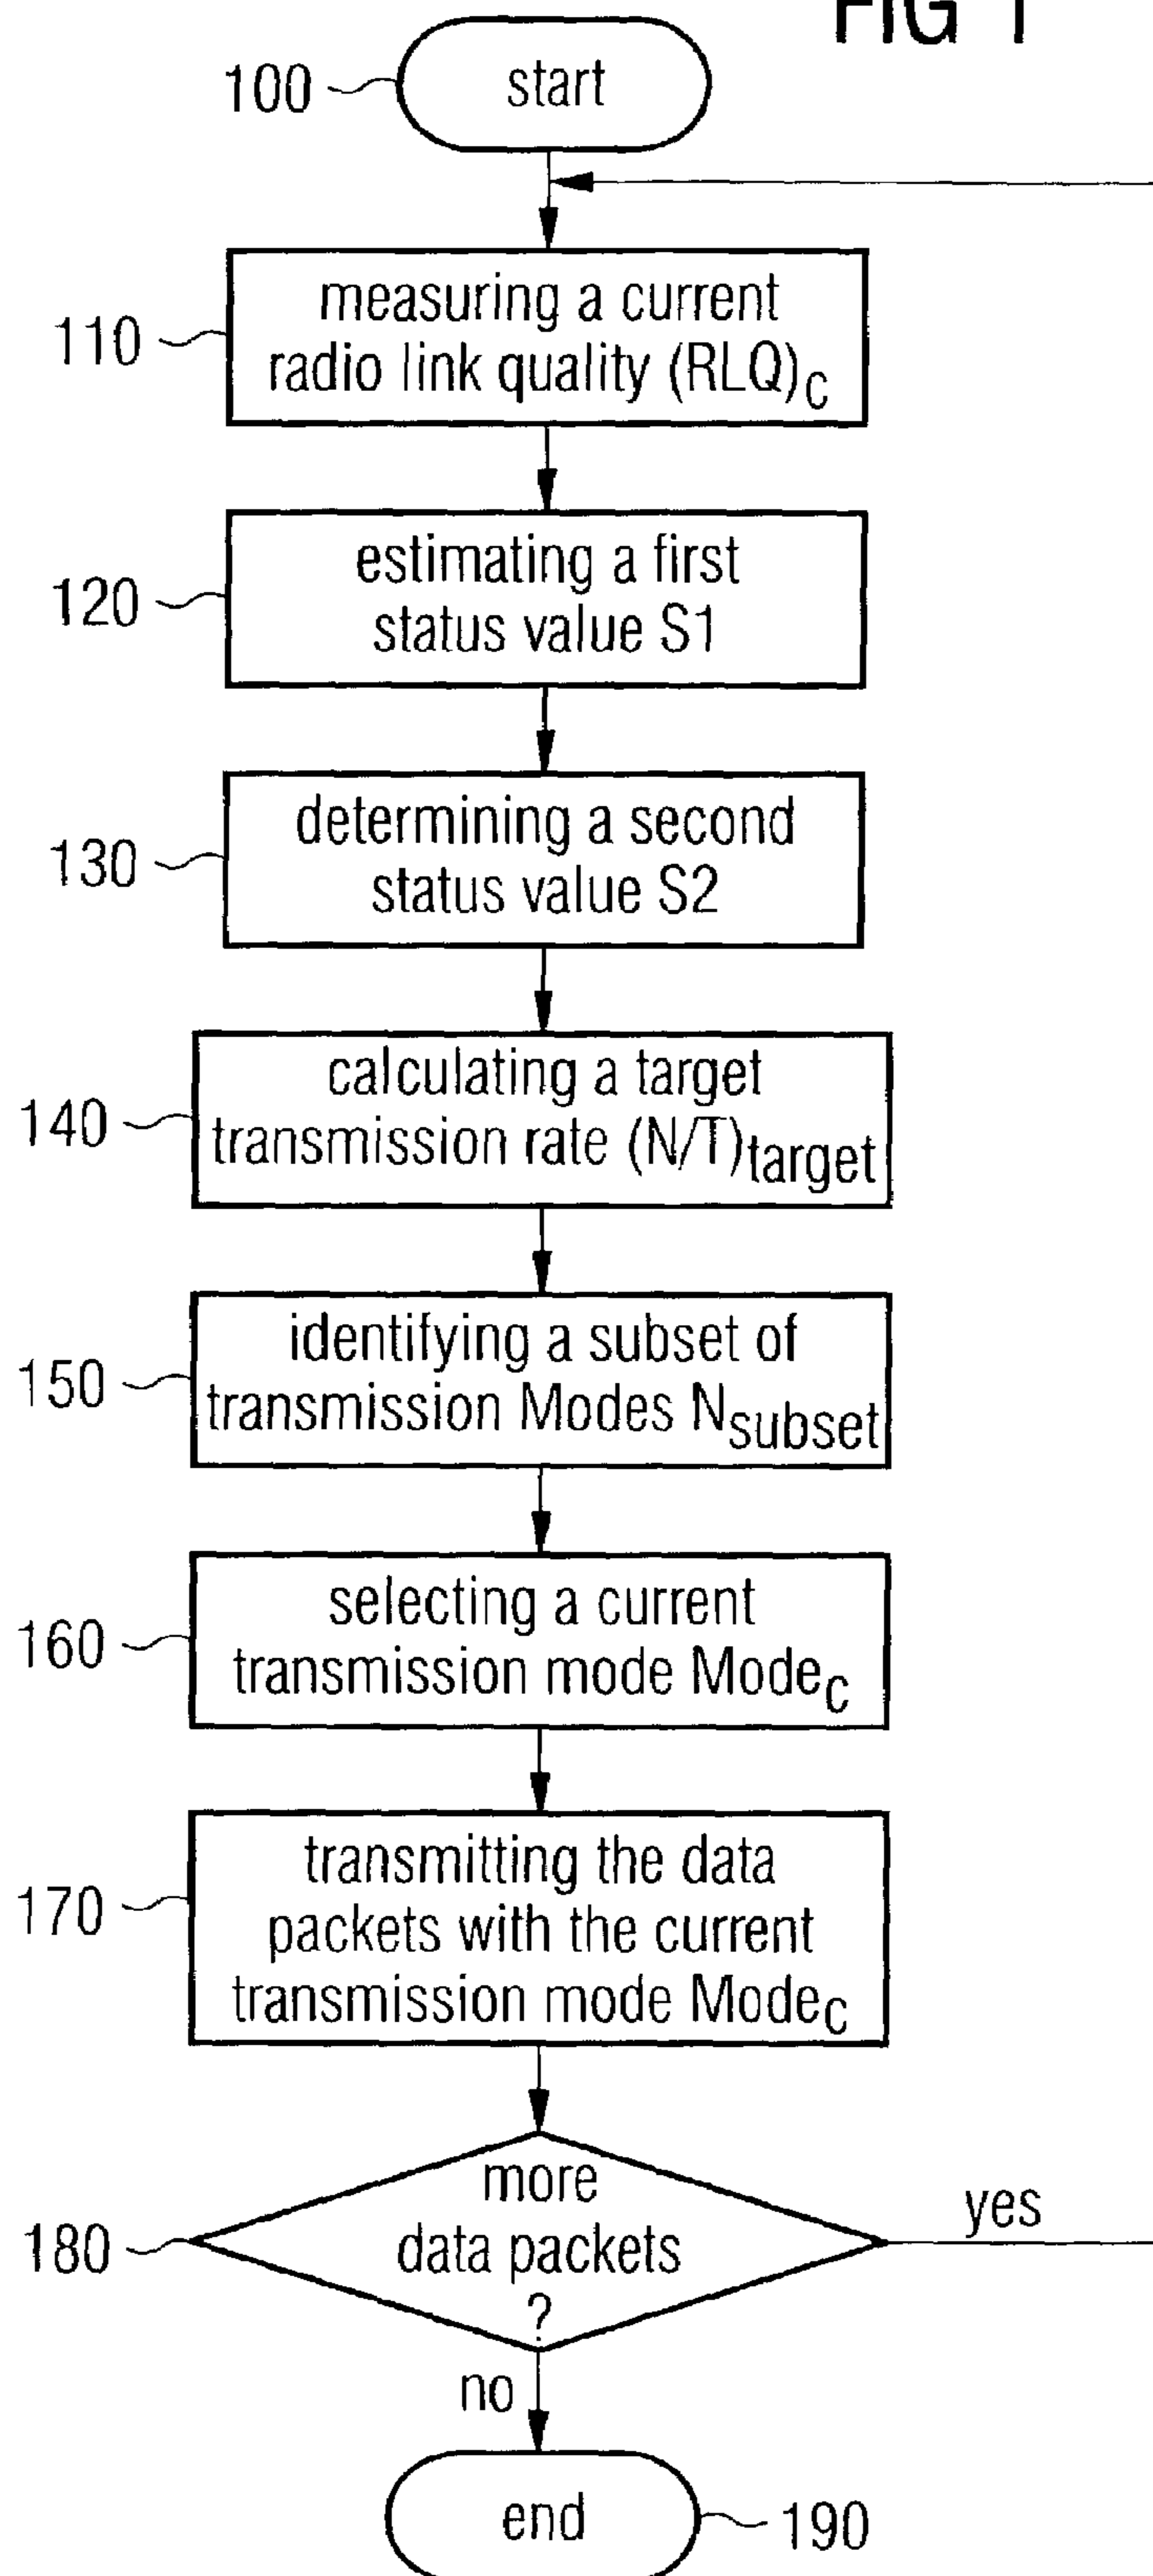 FIG 1
100
start
110
measuring a current
radio link quality (RLQ)c
120
estimating a first
status value S1
130
determining a second
status value S2
140
calculating a target
transmission rate (N/T)target
150
identifying a subset of
transmission Modes Nsubset
160
selecting a current
transmission mode Modec
170
transmitting the data
packets with the current
transmission mode Modec
180
more
data packets
?
yes
no
end
190